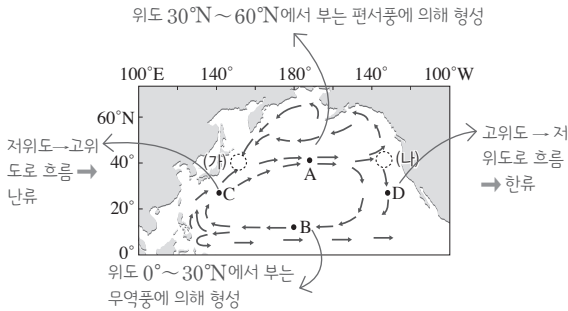 위도 30°N~60°N에서 부는 편서풍에 의해 형성
100°E 140° 180° 140° 100°W
60°N
저위도→고위
도로 흐름 ➡
난류
고위도 → 저
위도로 흐름
➡ 한류
(가)
(나)
40°
A
C
D
20°
B
0°
위도 0°~30°N에서 부는
무역풍에 의해 형성